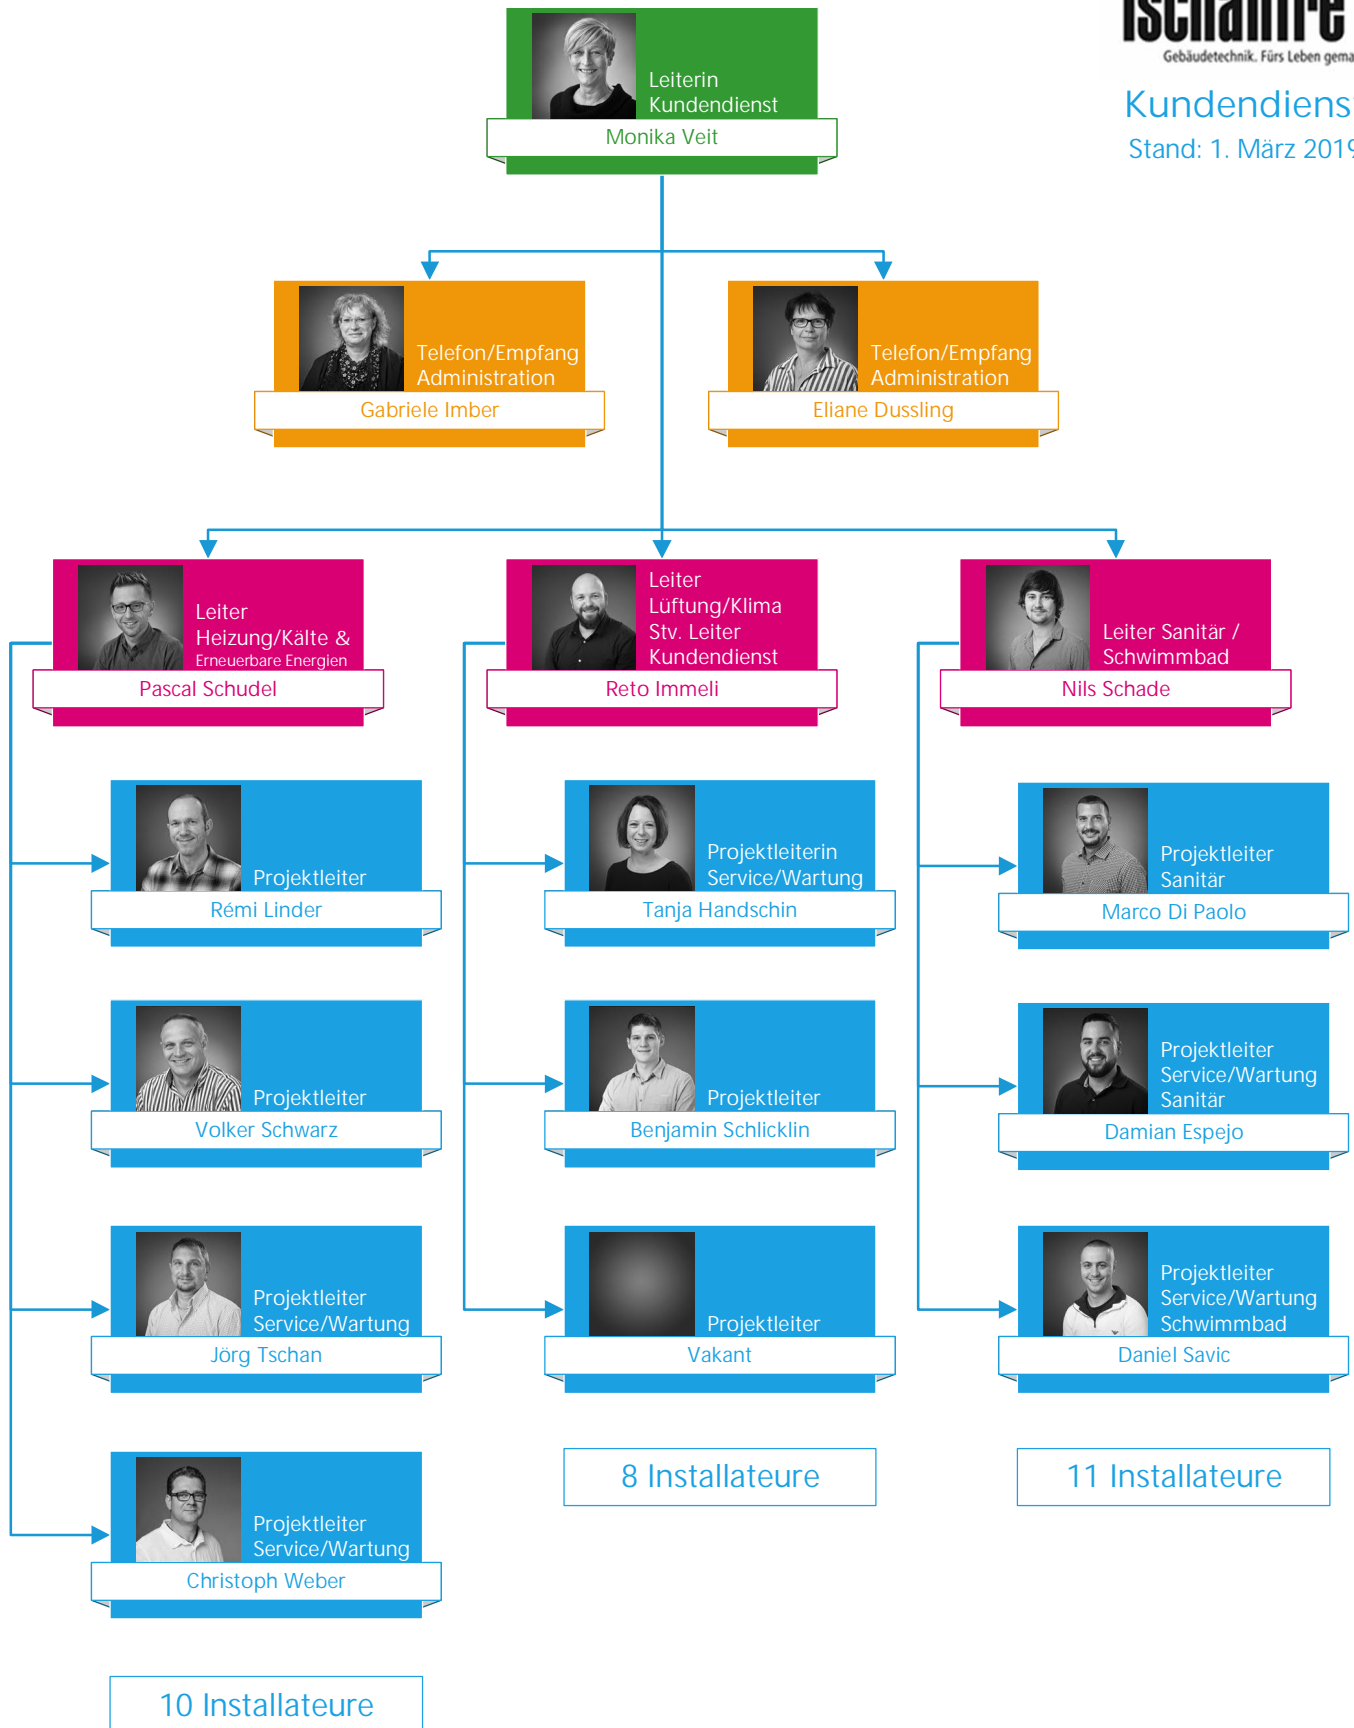 Gebäudetechnik. Fürs Leben gema
Kundendiens
Stand: 1. März 2019
Leiterin
Kundendienst
Monika Veit
Telefon/Empfang
Administration
Gabriele Imber
Telefon/Empfang
Administration
Eliane Dussling
Leiter
Heizung/Kälte &
Erneuerbare Energien
Pascal Schudel
Leiter
Lüftung/Klima
Stv. Leiter
Kundendienst
Reto Immeli
Leiter Sanitär /
Schwimmbad
Nils Schade
Projektleiter
Rémi Linder
Projektleiterin
Service/Wartung
Tanja Handschin
Projektleiter
Sanitär
Marco Di Paolo
Projektleiter
Volker Schwarz
Projektleiter
Benjamin Schlicklin
Projektleiter
Service/Wartung
Sanitär
Damian Espejo
Projektleiter
Service/Wartung
Jörg Tschan
Projektleiter
Vakant
Projektleiter
Service/Wartung
Schwimmbad
Daniel Savic
Projektleiter
Service/Wartung
Christoph Weber
8 Installateure
11 Installateure
10 Installateure